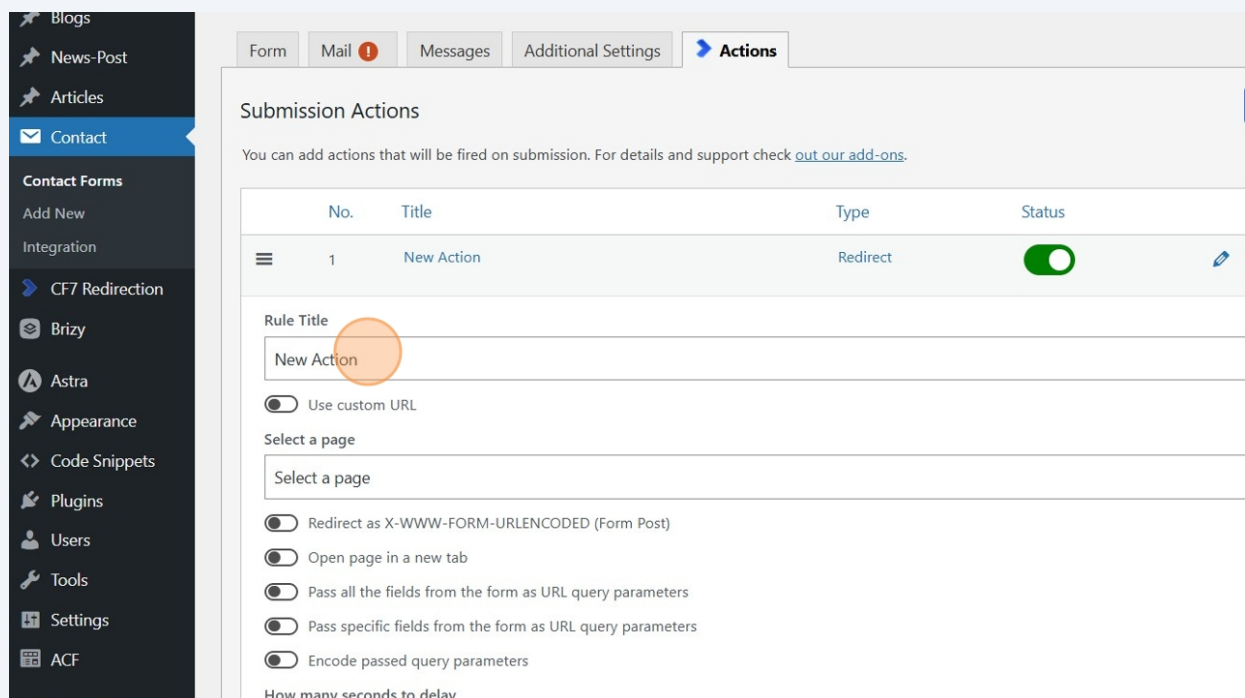 Blogs
News-Post
Articles
Contact
Contact Forms
Add New
Integration
CF7 Redirection
Brizy
Astra
Appearance
Code Snippets
Plugins
Users
Tools
Settings
ACF
Form Mail ! Messages Additional Settings Actions
Submission Actions
You can add actions that will be fired on submission. For details and support check out our add-ons.
No. Title Type Status
1 New Action Redirect
Rule Title
New Action
Use custom URL
Select a page
Select a page
Redirect as X-WWW-FORM-URLENCODED (Form Post)
Open page in a new tab
Pass all the fields from the form as URL query parameters
Pass specific fields from the form as URL query parameters
Encode passed query parameters
How many seconds to delay